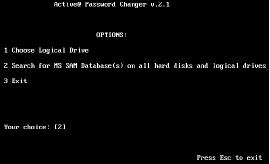 Active@ Password Changer v.2.1
OPTIONS:
1 Choose Logical Drive
2 Search for MS SAM Database(s) on all hard disks and logical drives
3 Exit
Your choice: [2]
Press Esc to exit